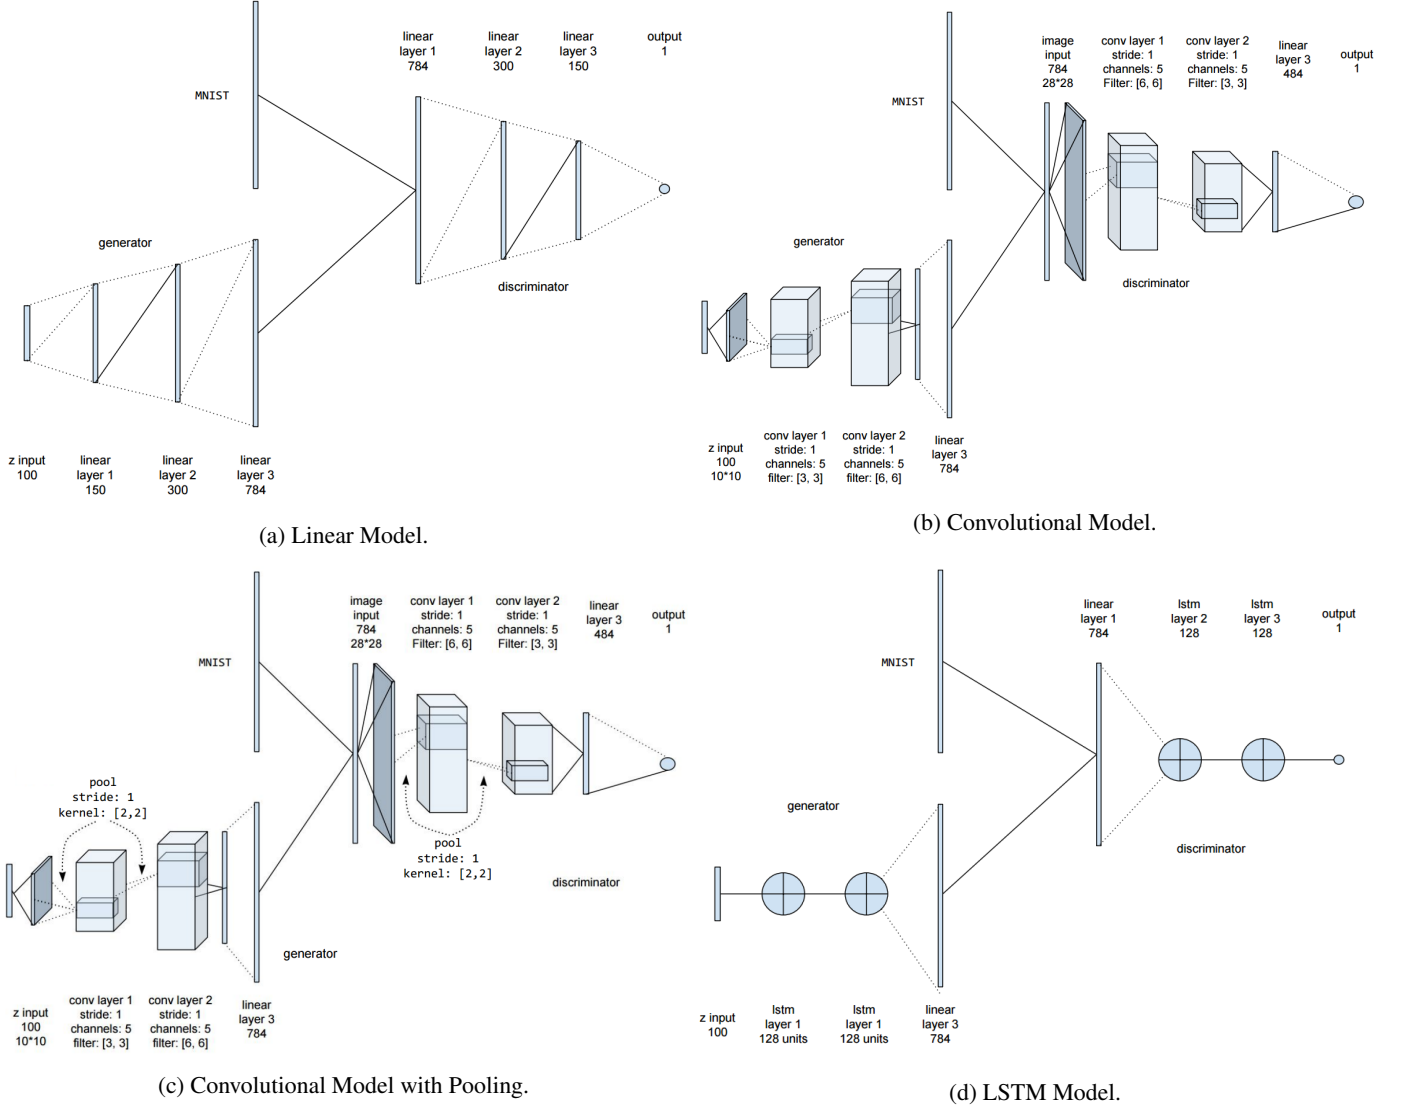 linear
layer 1
784
linear
layer 2
300
linear
layer 3
150
output
1
MNIST
generator
discriminator
z input
100
linear
layer 1
150
linear
layer 2
300
linear
layer 3
784
(a) Linear Model.
image
input
784
28*28
conv layer 1
stride: 1
channels: 5
Filter: [6, 6]
conv layer 2
stride: 1
channels: 5
Filter: [3, 3]
linear
layer 3
484
output
1
MNIST
generator
discriminator
z input
100
10*10
conv layer 1
stride: 1
channels: 5
filter: [3, 3]
conv layer 2
stride: 1
channels: 5
filter: [6, 6]
linear
layer 3
784
(b) Convolutional Model.
image
input
784
28*28
conv layer 1
stride: 1
channels: 5
Filter: [6, 6]
conv layer 2
stride: 1
channels: 5
Filter: [3, 3]
linear
layer 3
484
output
1
MNIST
pool
stride: 1
kernel: [2,2]
pool
stride: 1
kernel: [2,2]
discriminator
generator
z input
100
10*10
conv layer 1
stride: 1
channels: 5
filter: [3, 3]
conv layer 2
stride: 1
channels: 5
filter: [6, 6]
linear
layer 3
784
(c) Convolutional Model with Pooling.
linear
layer 1
784
lstm
layer 2
128
lstm
layer 3
128
output
1
MNIST
generator
discriminator
z input
100
lstm
layer 1
128 units
lstm
layer 1
128 units
linear
layer 3
784
(d) LSTM Model.